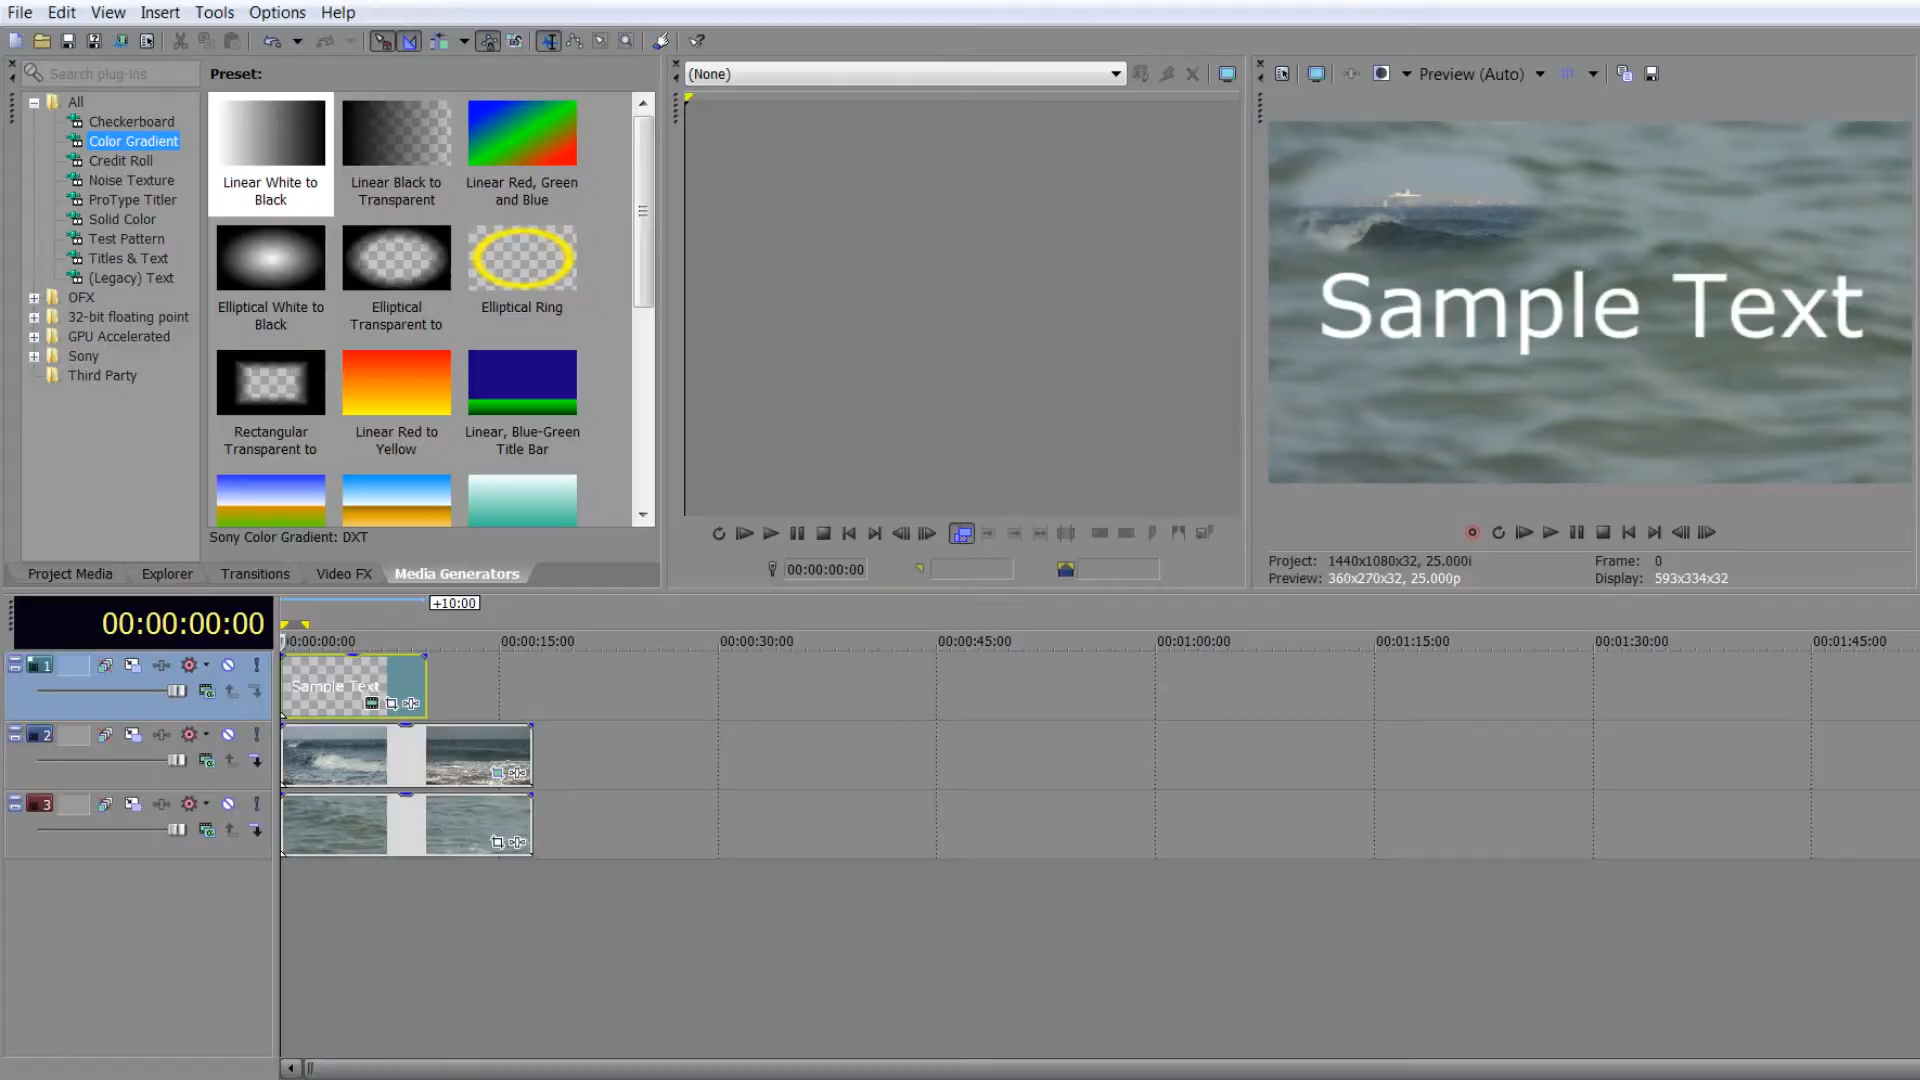 File Edit View Insert Tools Options Help
Search plug-ins
Preset:
(None)
Preview (Auto)
All
Checkerboard
Color Gradient
Credit Roll
Noise Texture
ProType Titler
Solid Color
Test Pattern
Titles & Text
(Legacy) Text
OFX
32-bit floating point
GPU Accelerated
Sony
Third Party
Linear White to
Black
Linear Black to
Transparent
Linear Red, Green
and Blue
Elliptical White to
Black
Elliptical
Transparent to
Elliptical Ring
Rectangular
Transparent to
Linear Red to
Yellow
Linear, Blue-Green
Title Bar
Sony Color Gradient: DXT
Project Media Explorer Transitions Video FX Media Generators
00:00:00:00
Sample Text
Project: 1440x1080x32, 25.000i
Frame: 0
Preview: 360x270x32, 25.000p
Display: 593x334x32
00:00:00:00
+10:00
00:00:00:00 00:00:15:00 00:00:30:00 00:00:45:00 00:01:00:00 00:01:15:00 00:01:30:00 00:01:45:00
1
Sample Text
2
3